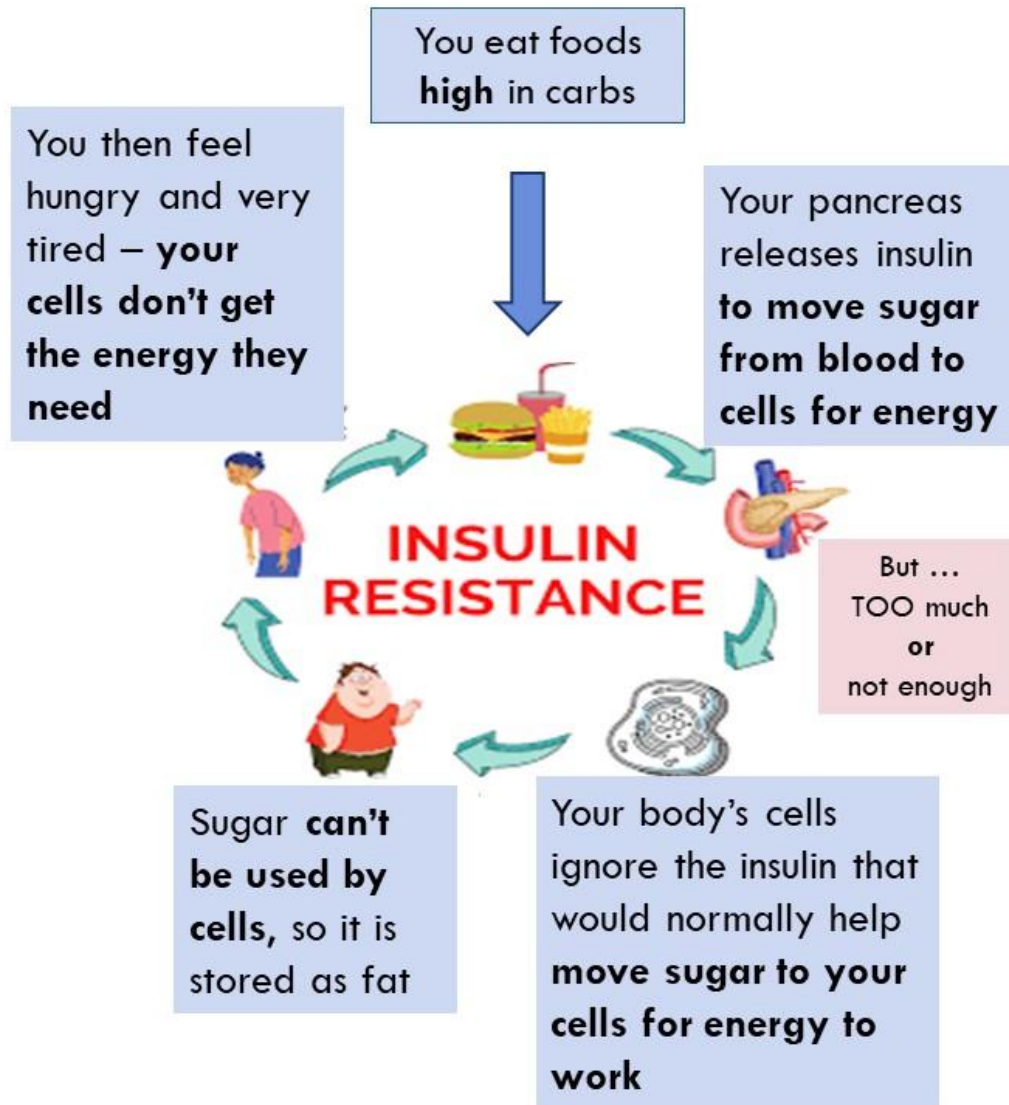 You eat foods
high in carbs
You then feel
hungry and very
tired – your
cells don't get
the energy they
need
Your pancreas
releases insulin
to move sugar
from blood to
cells for energy
INSULIN
RESISTANCE
But ...
TOO much
or
not enough
Sugar can't
be used by
cells, so it is
stored as fat
Your body's cells
ignore the insulin that
would normally help
move sugar to your
cells for energy to
work